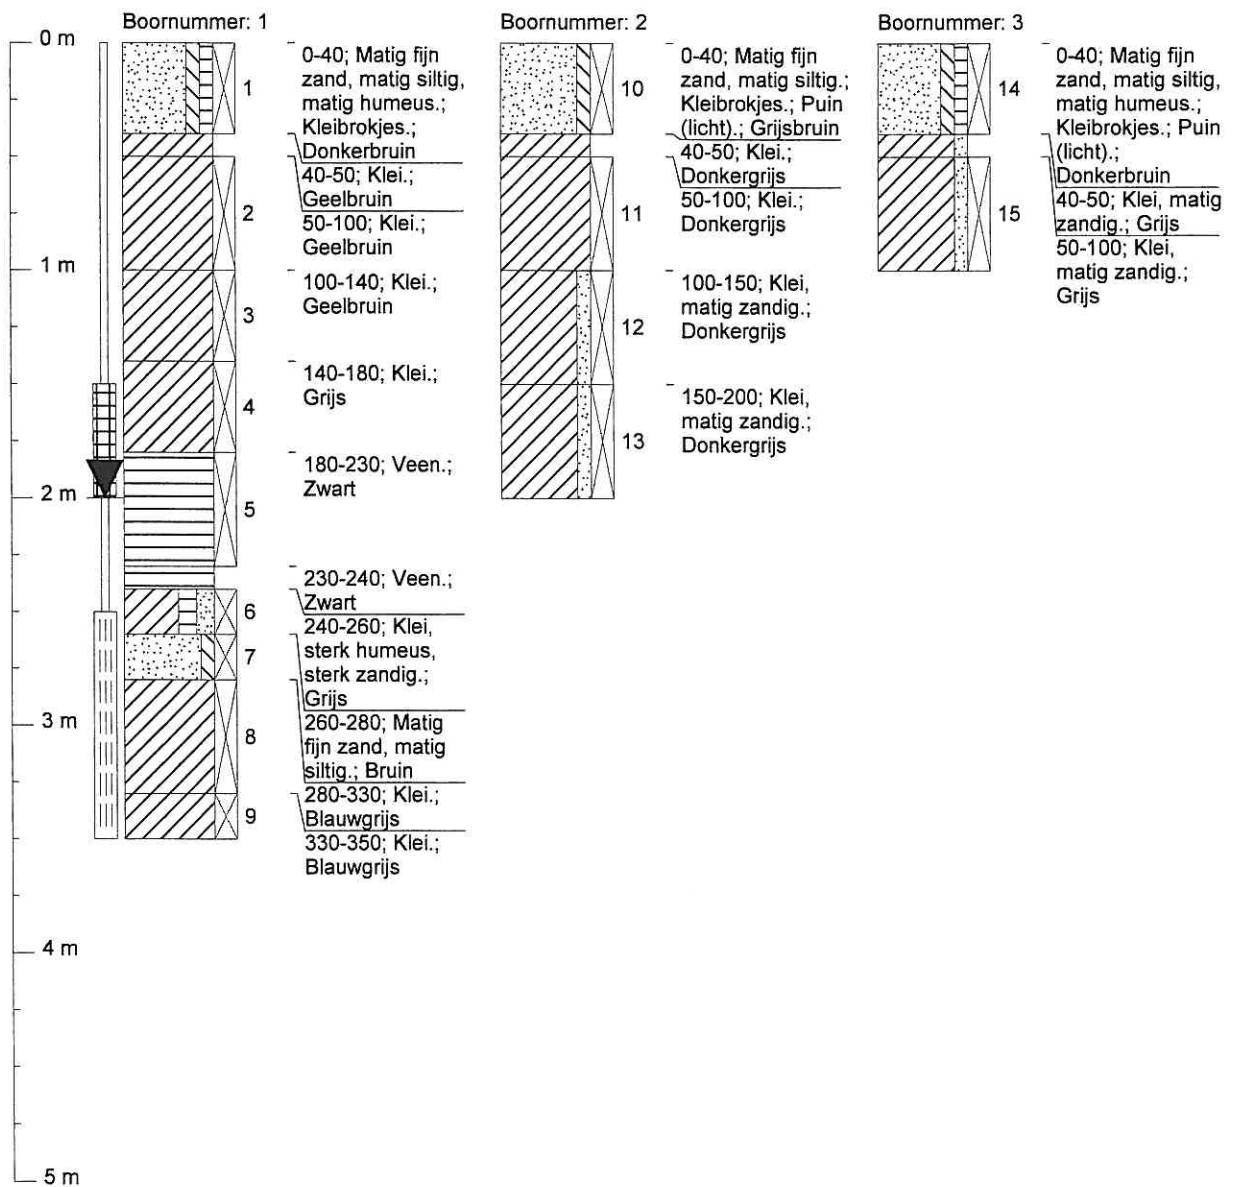 Boornummer: 1
0 m
1 m
2 m
3 m
4 m
5 m
1
2
3
4
5
6
7
8
9
0-40; Matig fijn
zand, matig siltig,
matig humeus.;
Kleibrokjes.;
Donkerbruin
40-50; Klei.;
Geelbruin
50-100; Klei.;
Geelbruin
100-140; Klei.;
Geelbruin
140-180; Klei.;
Grijs
180-230; Veen.;
Zwart
230-240; Veen.;
Zwart
240-260; Klei,
sterk humeus,
sterk zandig.;
Grijs
260-280; Matig
fijn zand, matig
siltig.; Bruin
280-330; Klei.;
Blauwgrijs
330-350; Klei.;
Blauwgrijs
Boornummer: 2
10
11
12
13
0-40; Matig fijn
zand, matig siltig.;
Kleibrokjes.; Puin
(licht).; Grijsbruin
40-50; Klei.;
Donkergrijs
50-100; Klei.;
Donkergrijs
100-150; Klei,
matig zandig.;
Donkergrijs
150-200; Klei,
matig zandig.;
Donkergrijs
Boornummer: 3
14
15
0-40; Matig fijn
zand, matig siltig,
matig humeus.;
Kleibrokjes.; Puin
(licht).;
Donkerbruin
40-50; Klei, matig
zandig.; Grijs
50-100; Klei,
matig zandig.;
Grijs